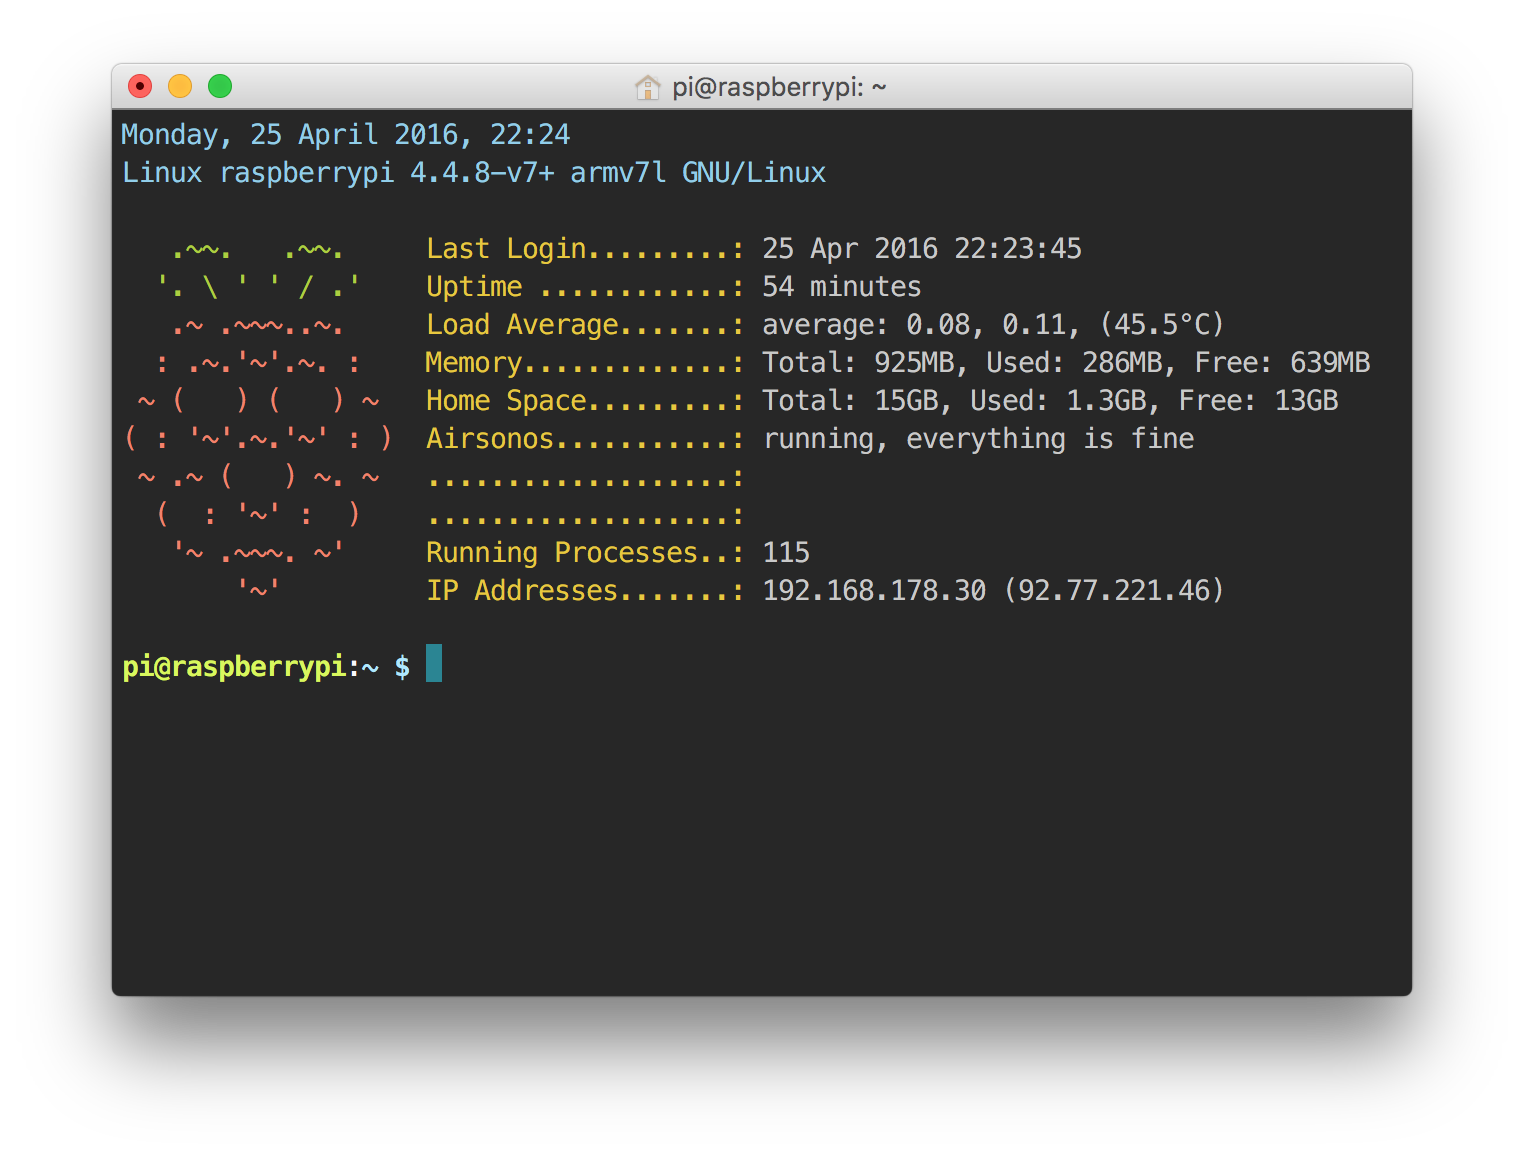 pi@raspberrypi: ~
Monday, 25 April 2016, 22:24
Linux raspberrypi 4.4.8-v7+ armv7l GNU/Linux

   .~~.   .~~.     Last Login.........: 25 Apr 2016 22:23:45
  '. \ ' ' / .'    Uptime ............: 54 minutes
   .~ .~~~..~.     Load Average.......: average: 0.08, 0.11, (45.5°C)
  : .~.'~'.~. :    Memory.............: Total: 925MB, Used: 286MB, Free: 639MB
 ~ (   ) (   ) ~   Home Space.........: Total: 15GB, Used: 1.3GB, Free: 13GB
( : '~'.~.'~' : )  Airsonos...........: running, everything is fine
 ~ .~ (   ) ~. ~   ...................:
  (  : '~' :  )    ...................:
   '~ .~~~. ~'     Running Processes..: 115
       '~'         IP Addresses.......: 192.168.178.30 (92.77.221.46)

pi@raspberrypi:~ $